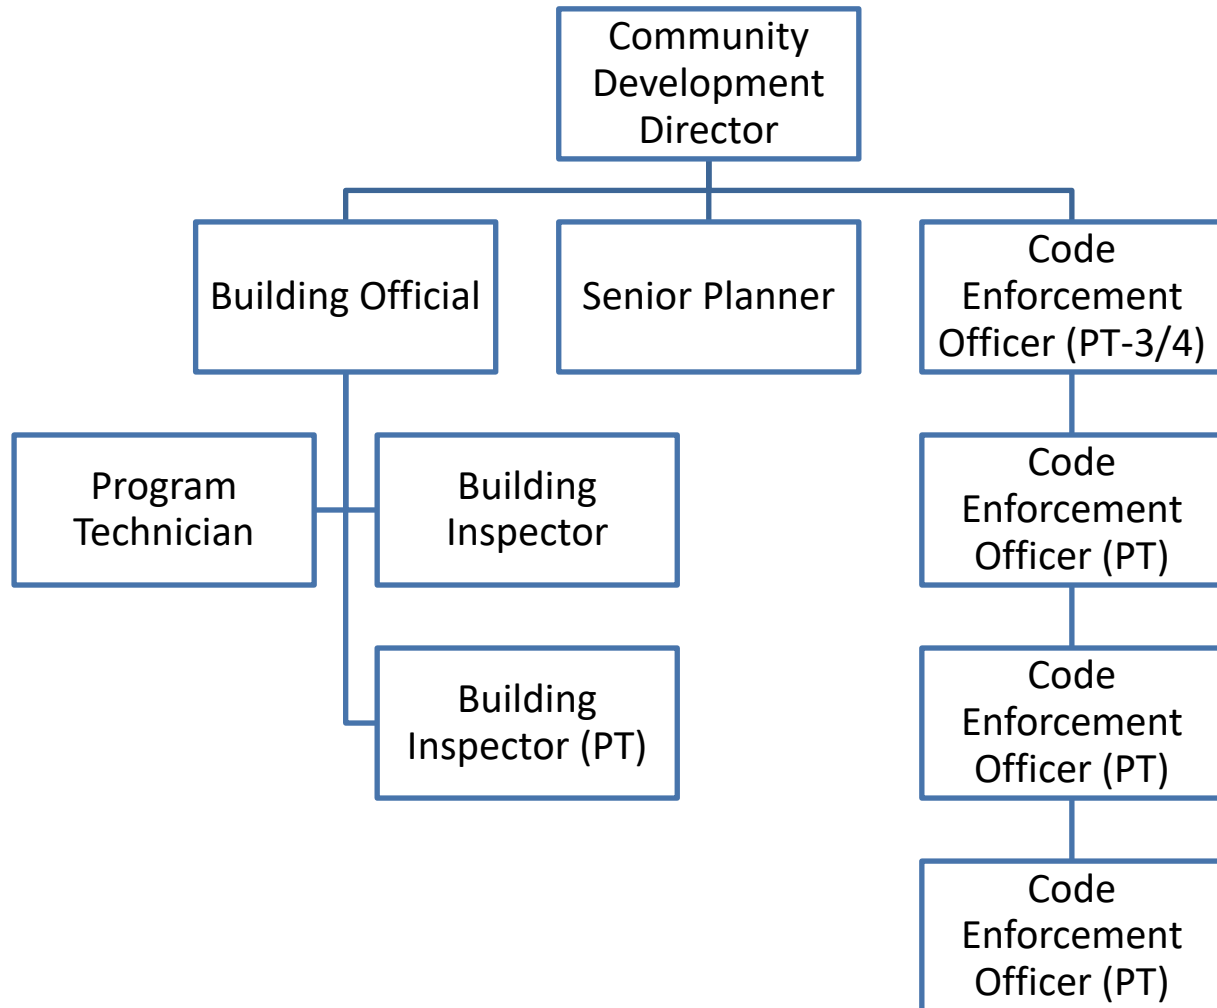 Community
Development
Director
Building Official
Senior Planner
Code
Enforcement
Officer (PT-3/4)
Program
Technician
Building
Inspector
Code
Enforcement
Officer (PT)
Building
Inspector (PT)
Code
Enforcement
Officer (PT)
Code
Enforcement
Officer (PT)